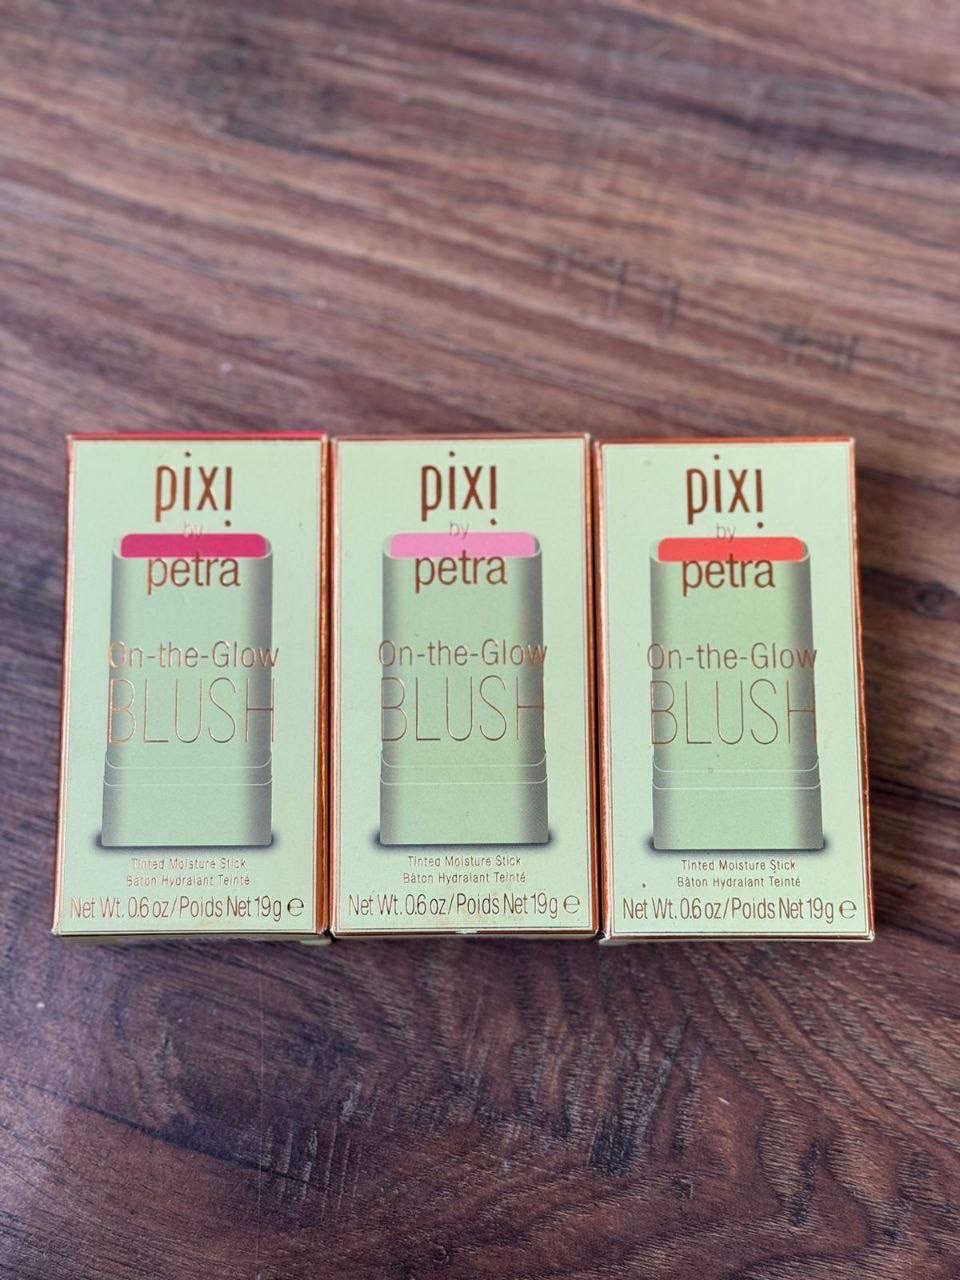 pixi
by
petra
On-the-Glow
BLUSH
Tinted Moisture Stick
Bâton Hydralant Teinté
Net Wt. 0.6 oz/Poids Net 19g ℮
pixi
by
petra
On-the-Glow
BLUSH
Tinted Moisture Stick
Bâton Hydralant Teinté
Net Wt. 0.6 oz/Poids Net 19g ℮
pixi
by
petra
On-the-Glow
BLUSH
Tinted Moisture Stick
Bâton Hydralant Teinté
Net Wt. 0.6 oz/Poids Net 19g ℮